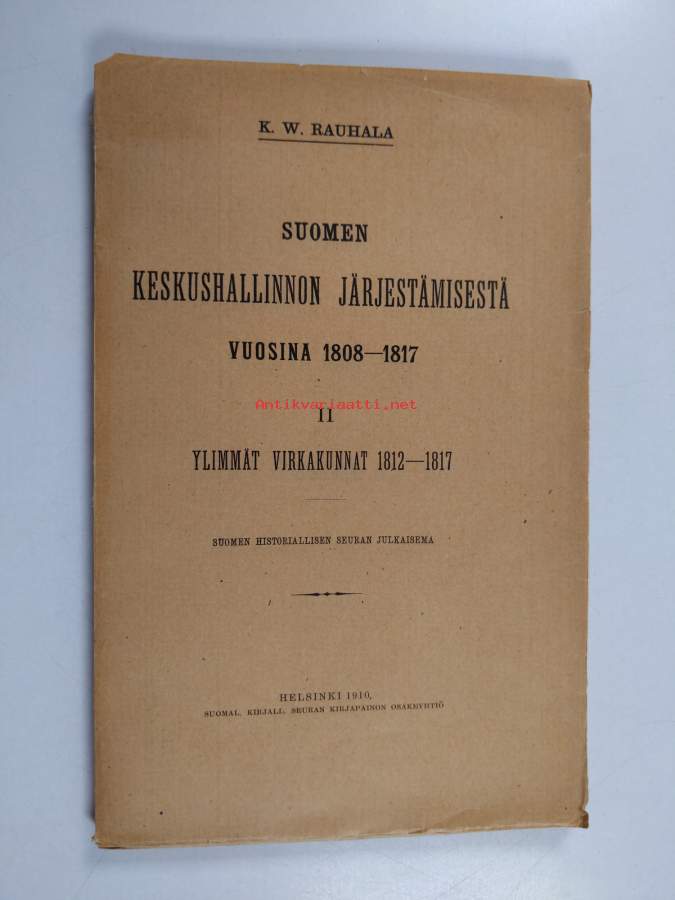 K. W. RAUHALA
SUOMEN
KESKUSHALLINNON JÄRJESTÄMISESTÄ
VUOSINA 1808—1817
Antikvariaatti.net
II
YLIMMÄT VIRKAKUNNAT 1812—1817
SUOMEN HISTORIALLISEN SEURAN JULKAISEMA
HELSINKI 1910,
SUOMAL. KIRJALL. SEURAN KIRJAPAINON OSAKEYHTIÖ